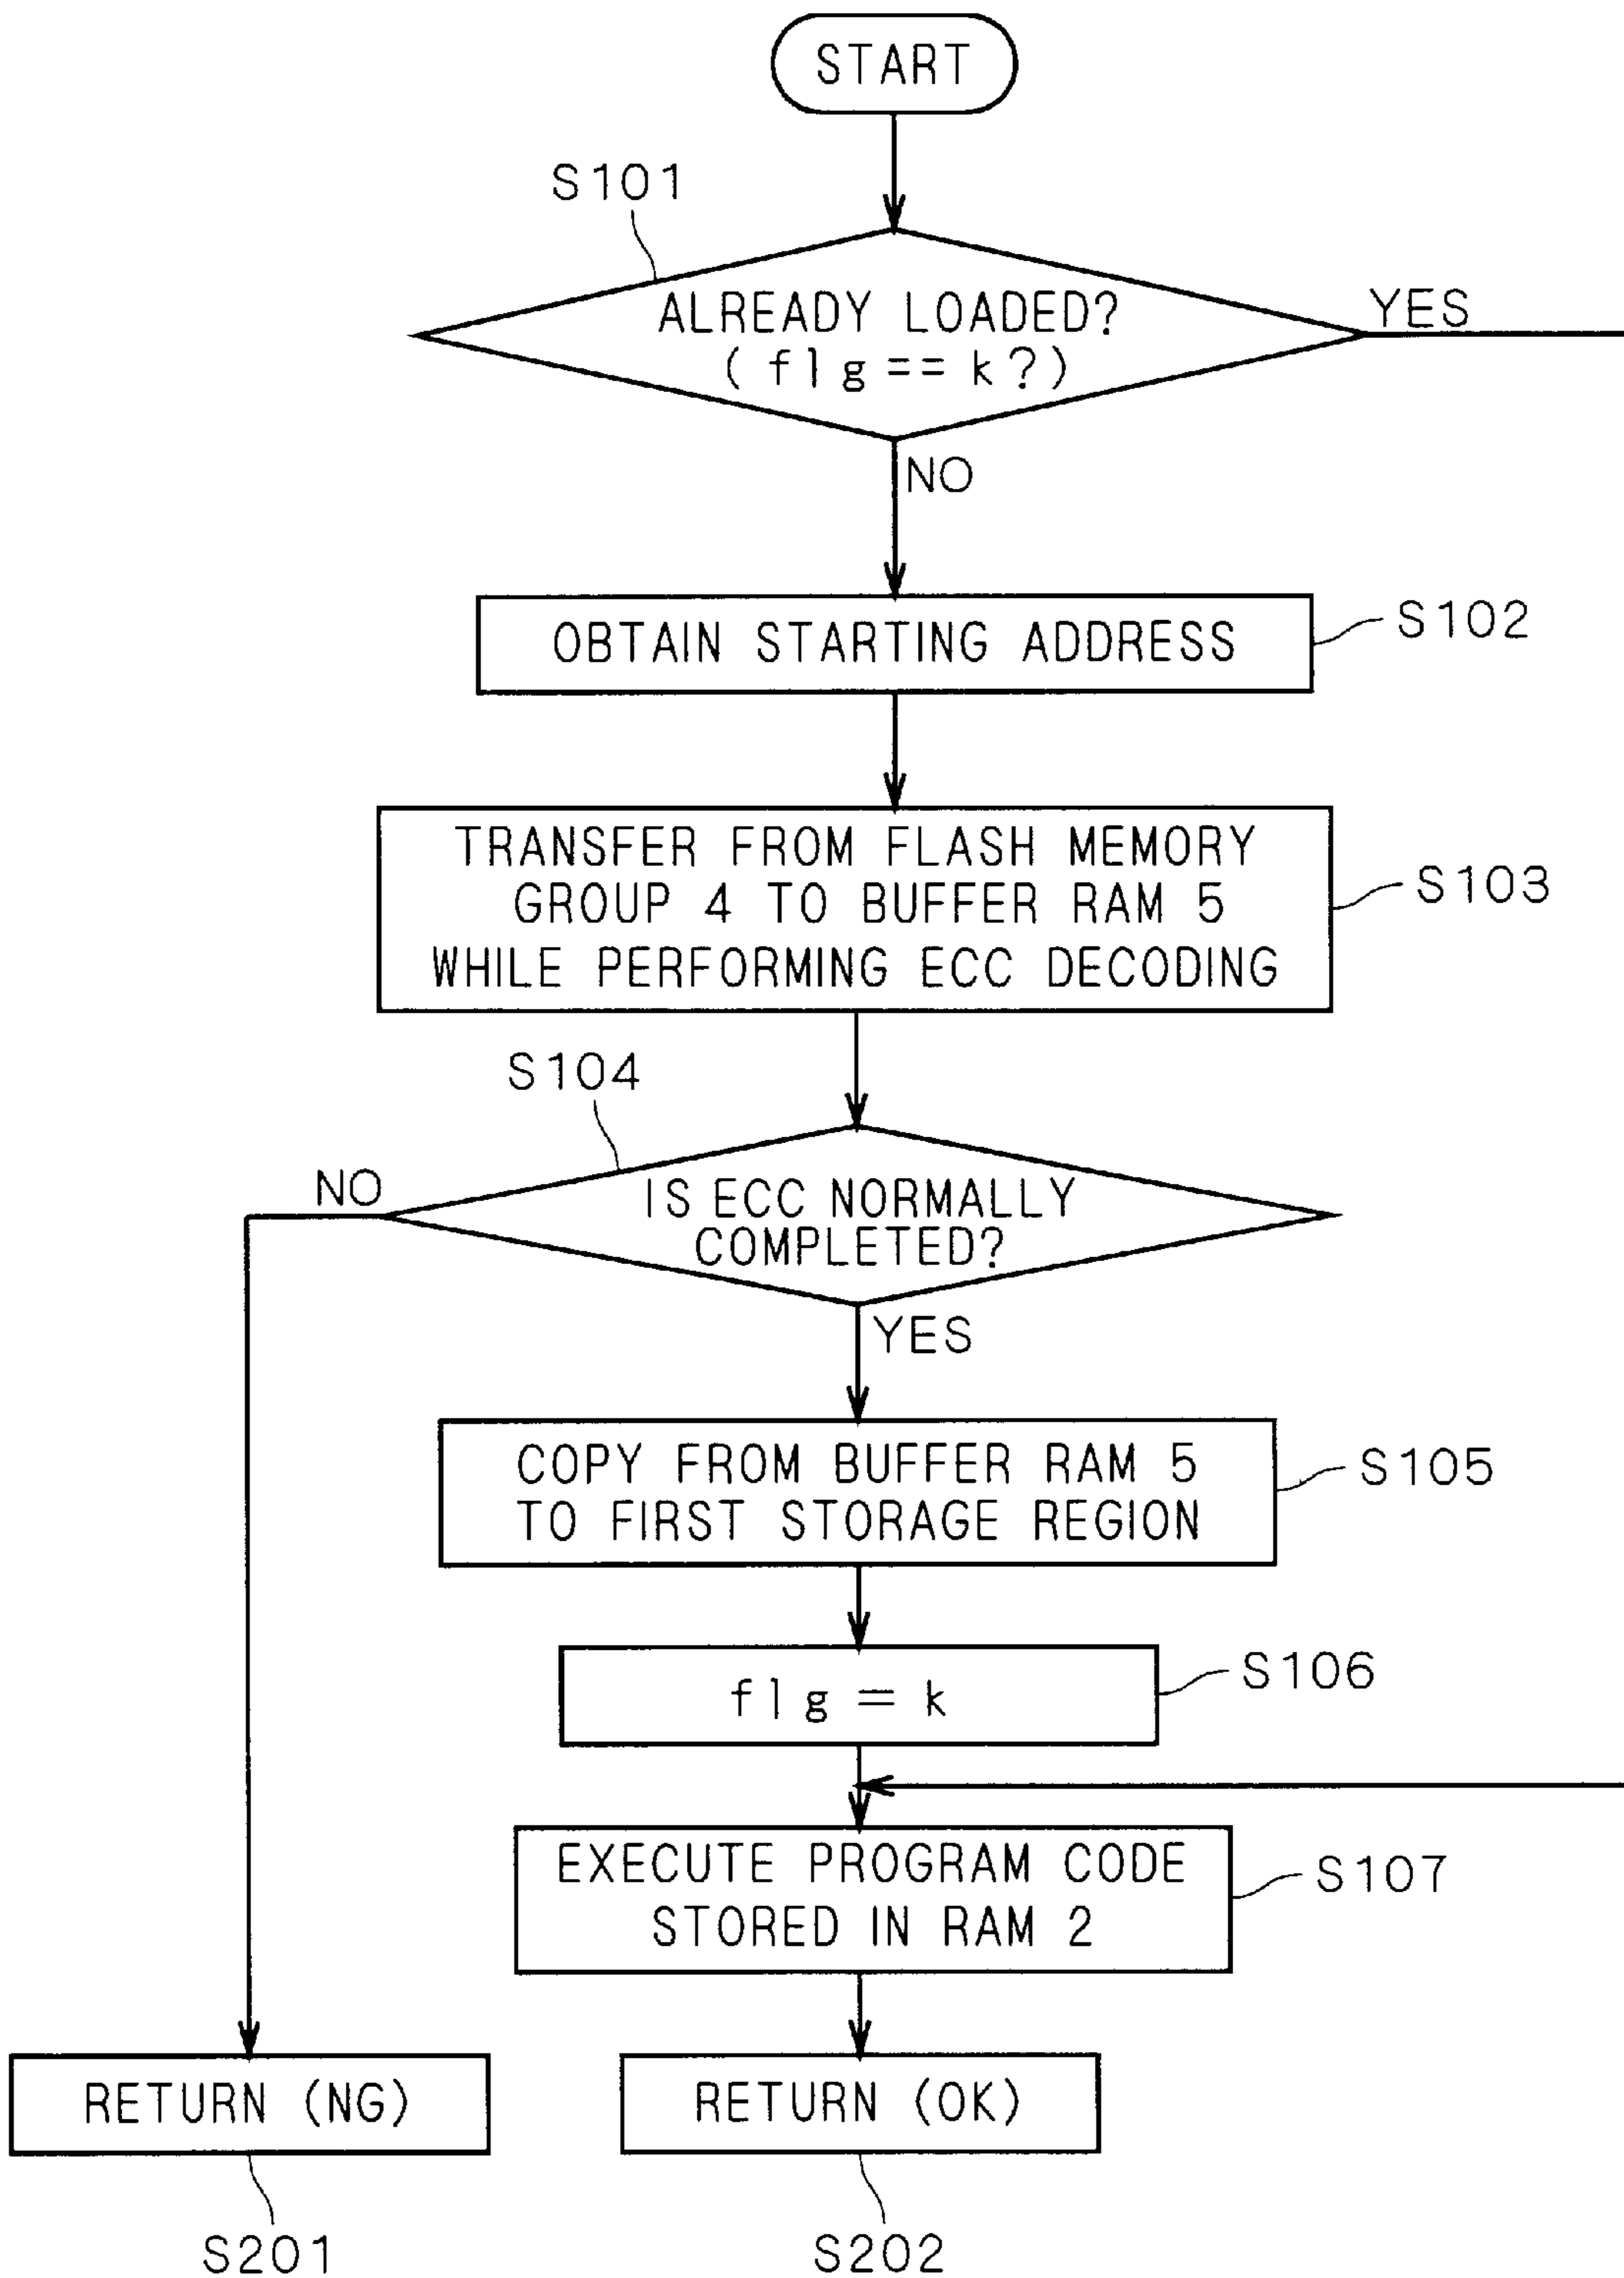 START
S101
ALREADY LOADED?
YES
(flg==k?)
NO
OBTAIN STARTING ADDRESS
S102
TRANSFER FROM FLASH MEMORY
GROUP 4 TO BUFFER RAM 5
WHILE PERFORMING ECC DECODING
S103
S104
NO
IS ECC NORMALLY
COMPLETED?
YES
COPY FROM BUFFER RAM 5
TO FIRST STORAGE REGION
S105
flg = k
S106
EXECUTE PROGRAM CODE
STORED IN RAM 2
S107
RETURN (NG)
RETURN (OK)
S201
S202